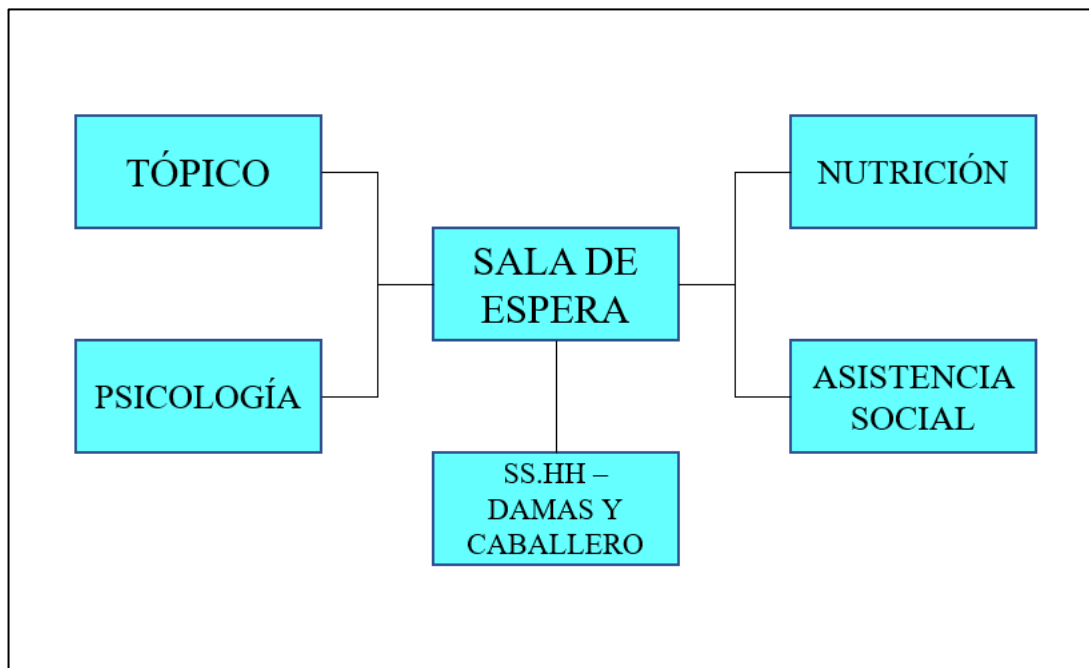 TÓPICO
NUTRICIÓN
SALA DE
ESPERA
PSICOLOGÍA
ASISTENCIA
SOCIAL
SS.HH –
DAMAS Y
CABALLERO